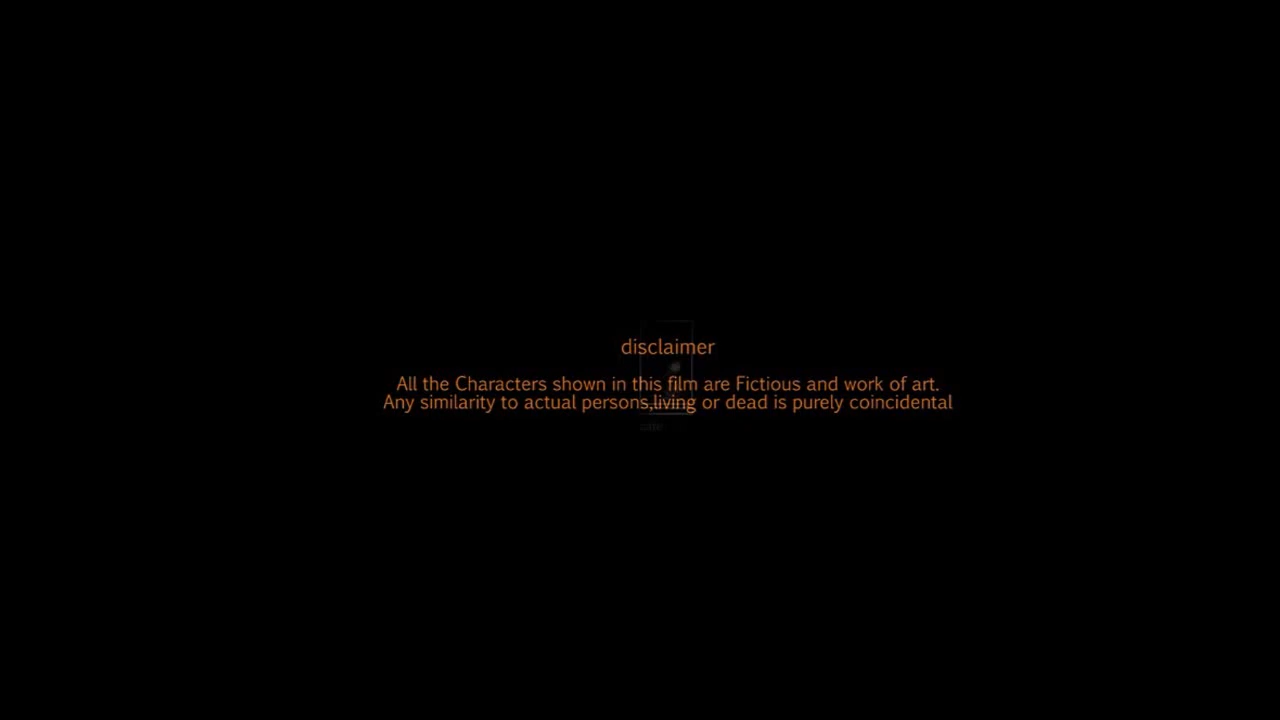 disclaimer
All the Characters shown in this film are Fictious and work of art.
Any similarity to actual persons,living or dead is purely coincidental